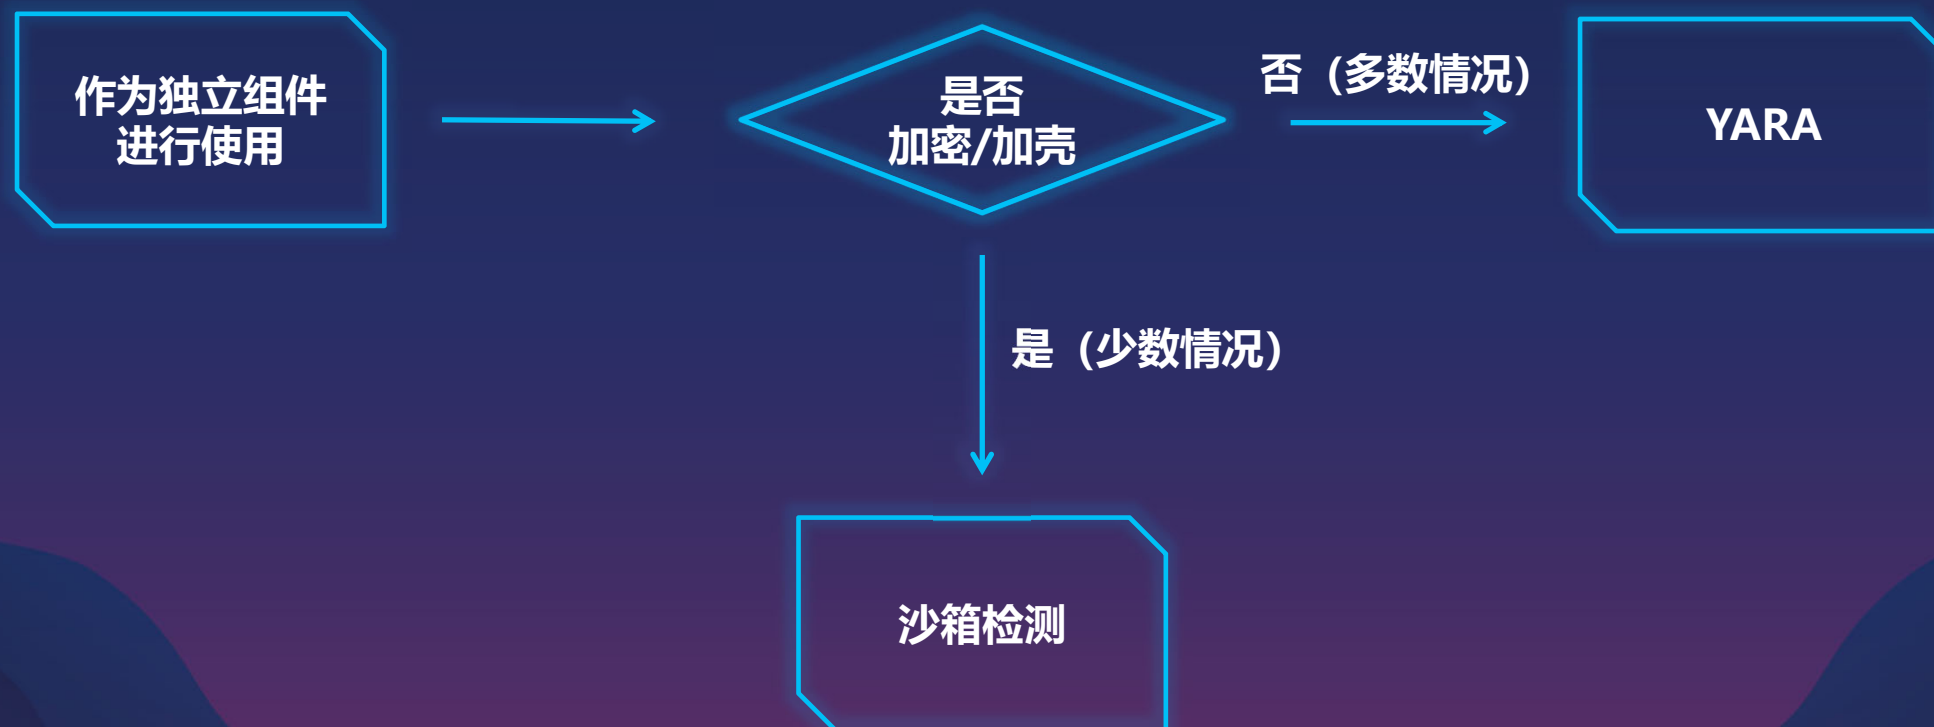 作为独立组件
进行使用
是否
加密/加壳
否（多数情况）
YARA
是（少数情况）
沙箱检测